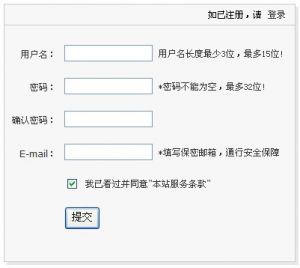 如已注册，请 登录
用户名： 用户名长度最少3位，最多15位!
密码： *密码不能为空，最多32位!
确认密码：
E-mail： *填写保密邮箱，通行安全保障
我已看过并同意"本站服务条款"
提交